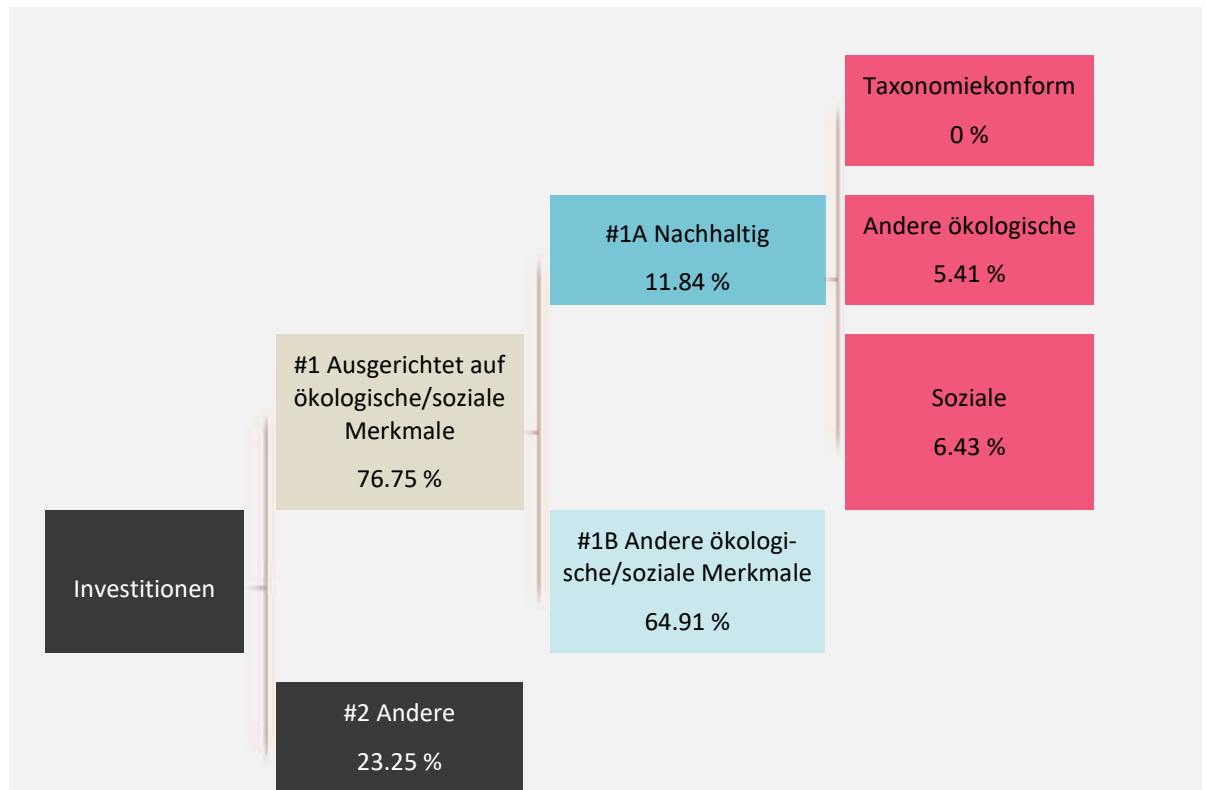 Taxonomiekonform
0 %
#1A Nachhaltig
11.84 %
Andere ökologische
5.41 %
#1 Ausgerichtet auf
ökologische/soziale
Merkmale
76.75 %
Soziale
6.43 %
Investitionen
#1B Andere ökologi-
sche/soziale Merkmale
64.91 %
#2 Andere
23.25 %